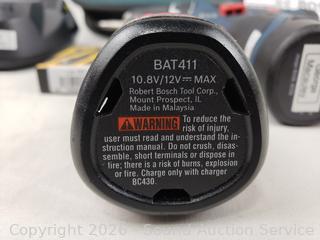 BAT411
10.8V/12V⎓ MAX
Robert Bosch Tool Corp.,
Mount Prospect, IL
Made in Malaysia
WARNING To reduce the
risk of injury,
user must read and understand the in-
struction manual. Do not crush, disas-
semble, short terminals or dispose in
fire; there is a risk of burns, explosion
or fire. Charge only with charger
BC430.
Copyright 2026 - Sound Auction Service